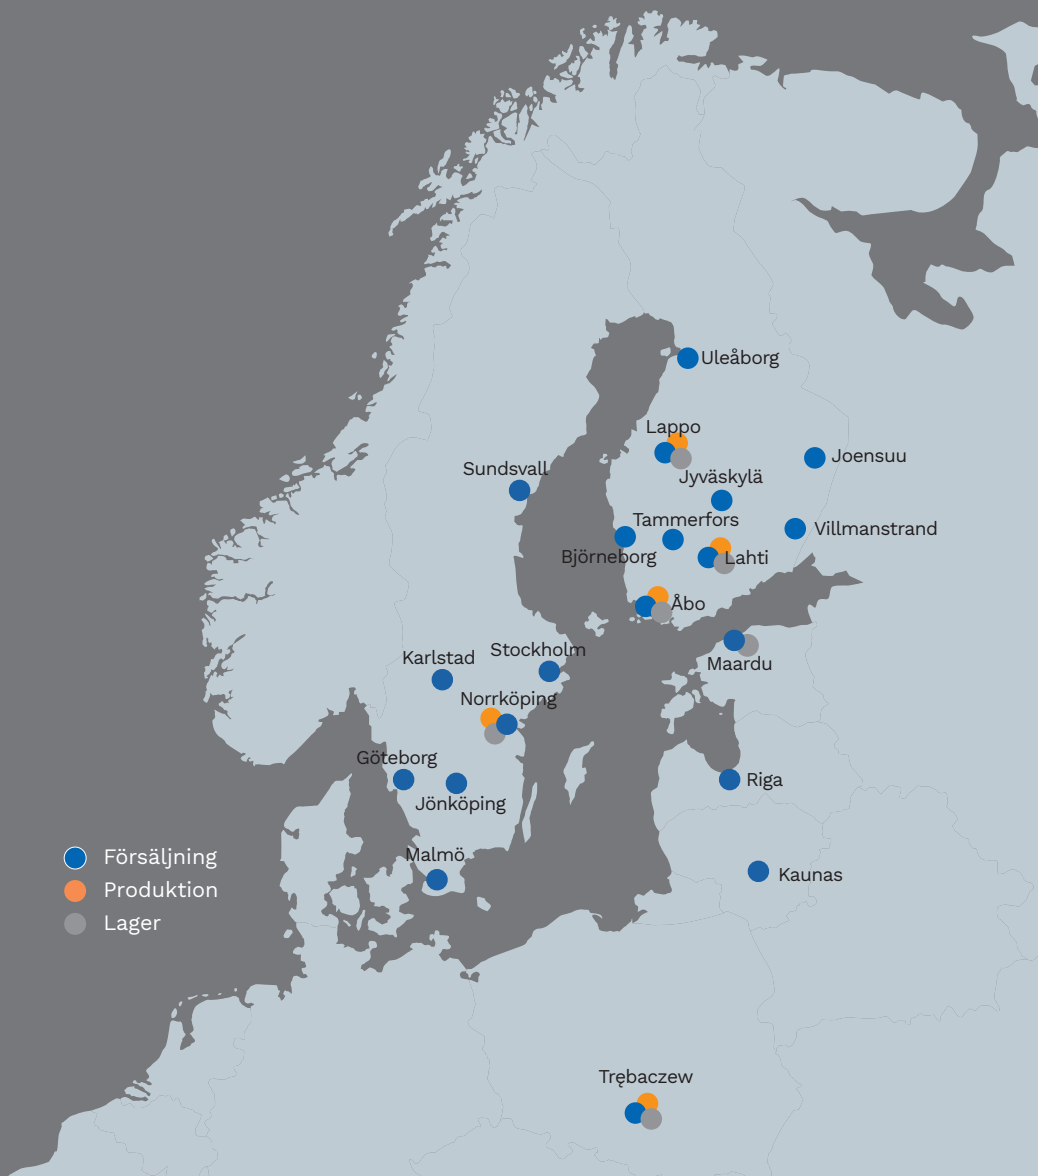 Uleåborg
Lappo
Joensuu
Sundsvall
Jyväskylä
Tammerfors
Villmanstrand
Björneborg
Lahti
Åbo
Stockholm
Karlstad
Maardu
Norrköping
Göteborg
Riga
Jönköping
Malmö
Försäljning
Kaunas
Produktion
Lager
Trębaczew